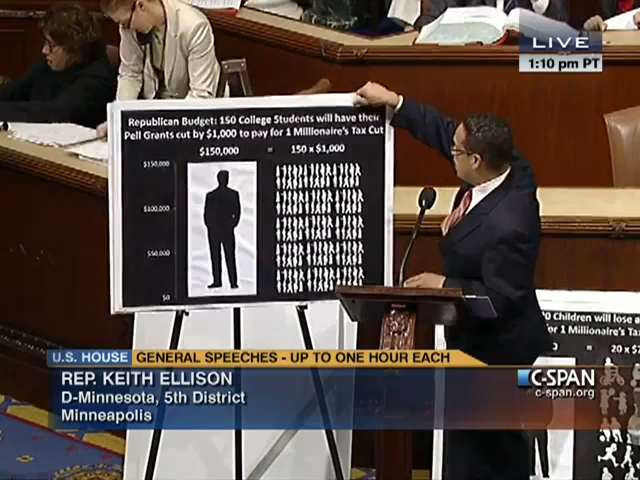 LIVE
1:10 pm PT
Republican Budget: 150 College Students will have their
Pell Grants cut by $1,000 to pay for 1 Millionaire's Tax Cut
$150,000 = 150 x $1,000
$150,000
$100,000
$50,000
$0
0 Children will lose a
for 1 Millionaire's Tax
0 = 20 x $7
U.S. HOUSE GENERAL SPEECHES - UP TO ONE HOUR EACH
REP. KEITH ELLISON
D-Minnesota, 5th District
Minneapolis
C-SPAN
c-span.org